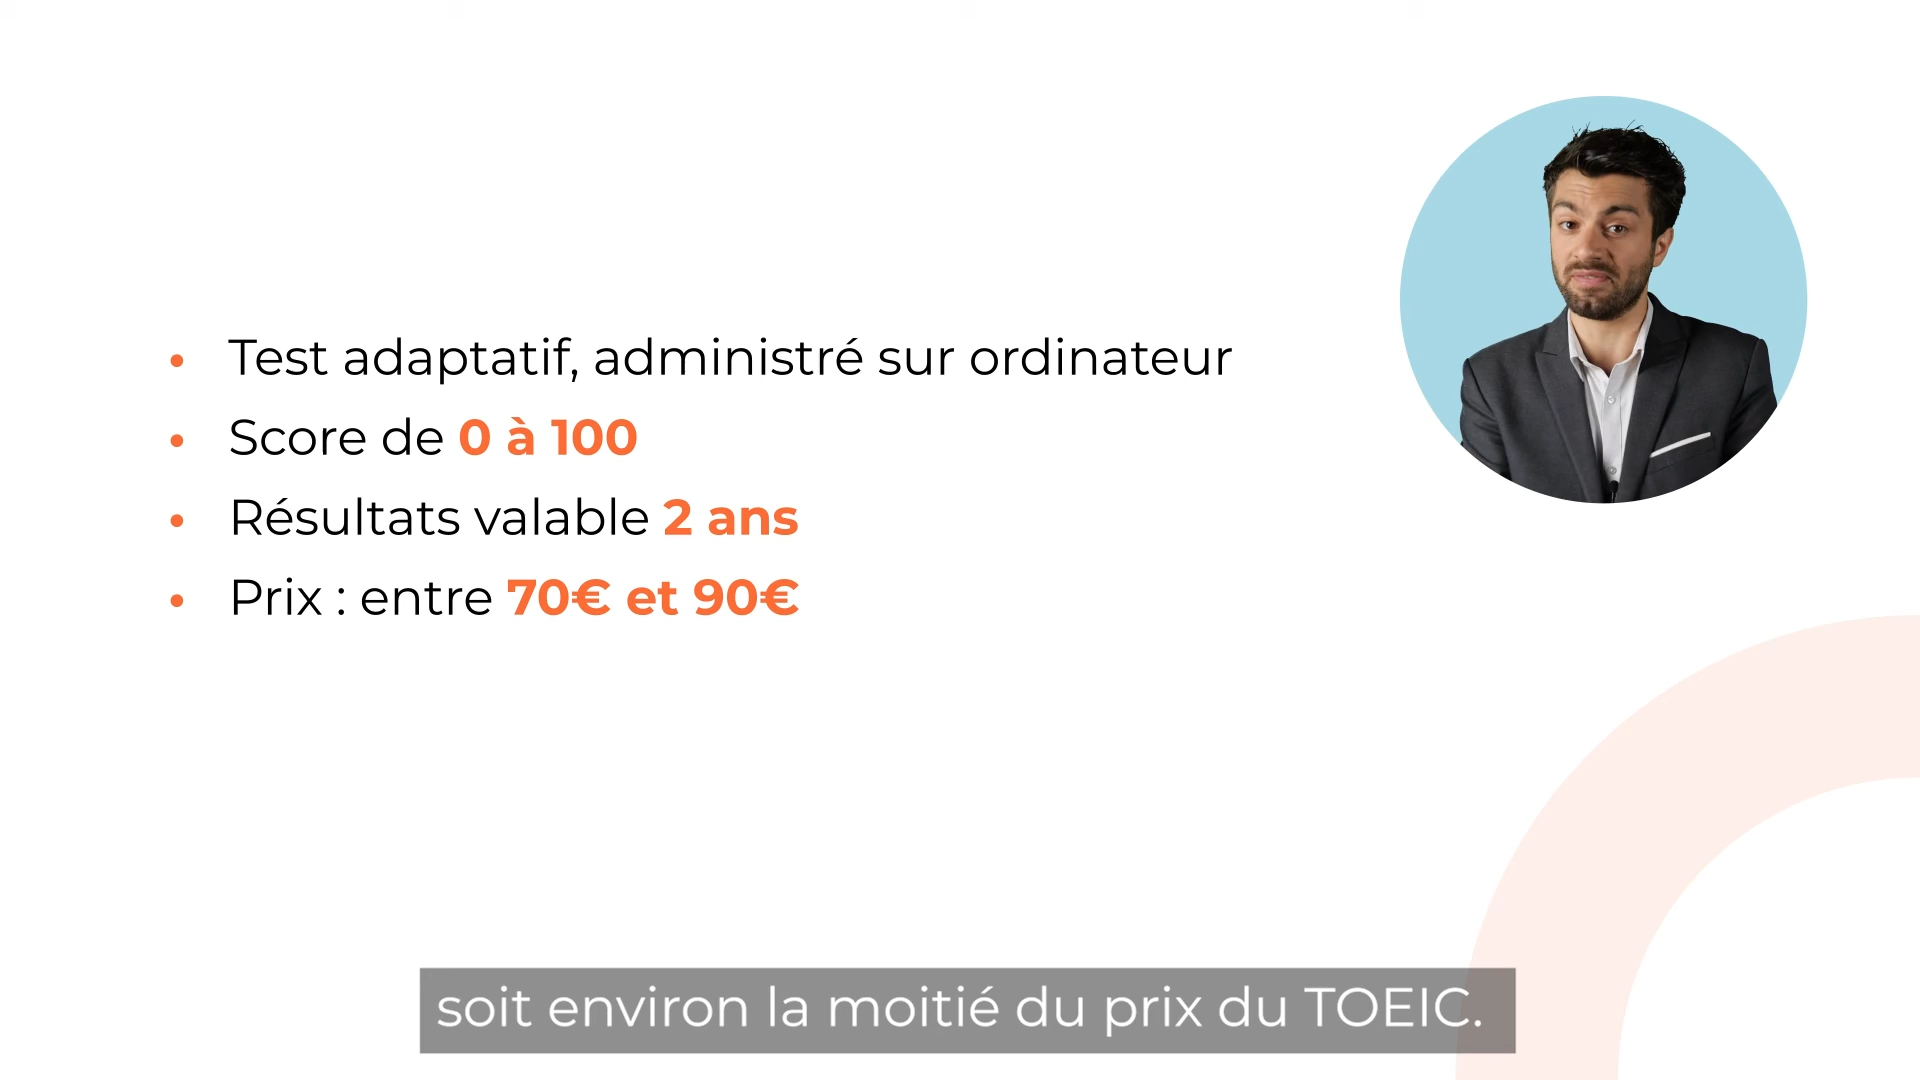 Test adaptatif, administré sur ordinateur
Score de 0 à 100
Résultats valable 2 ans
Prix : entre 70€ et 90€
soit environ la moitié du prix du TOEIC.